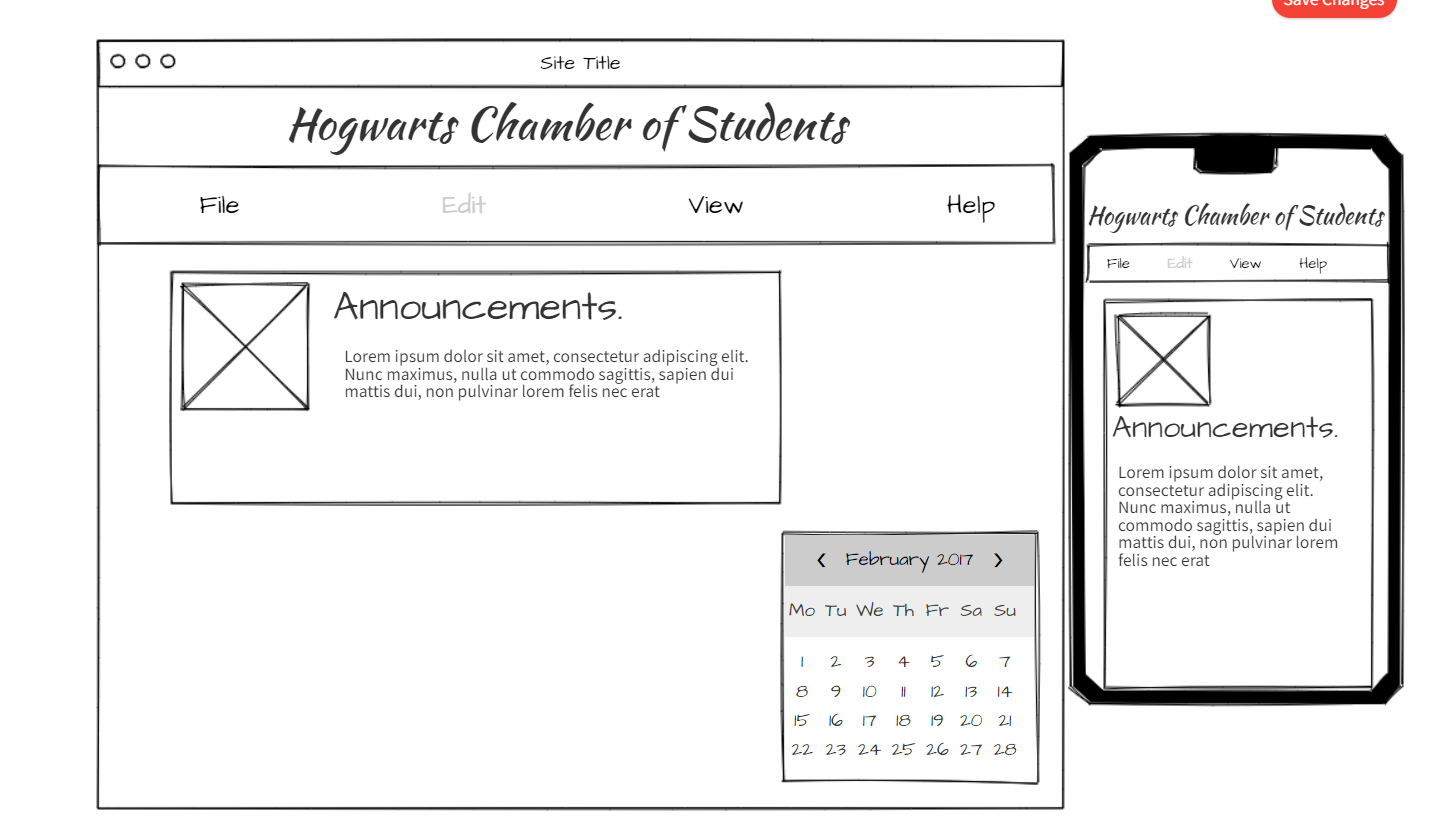 Save Changes
Site Title
Hogwarts Chamber of Students
File Edit View Help
Announcements.
Lorem ipsum dolor sit amet, consectetur adipiscing elit.
Nunc maximus, nulla ut commodo sagittis, sapien dui
mattis dui, non pulvinar lorem felis nec erat
February 2017
Mo Tu We Th Fr Sa Su
1 2 3 4 5 6 7
8 9 10 11 12 13 14
15 16 17 18 19 20 21
22 23 24 25 26 27 28
Hogwarts Chamber of Students
File Edit View Help
Announcements.
Lorem ipsum dolor sit amet,
consectetur adipiscing elit.
Nunc maximus, nulla ut
commodo sagittis, sapien dui
mattis dui, non pulvinar lorem
felis nec erat